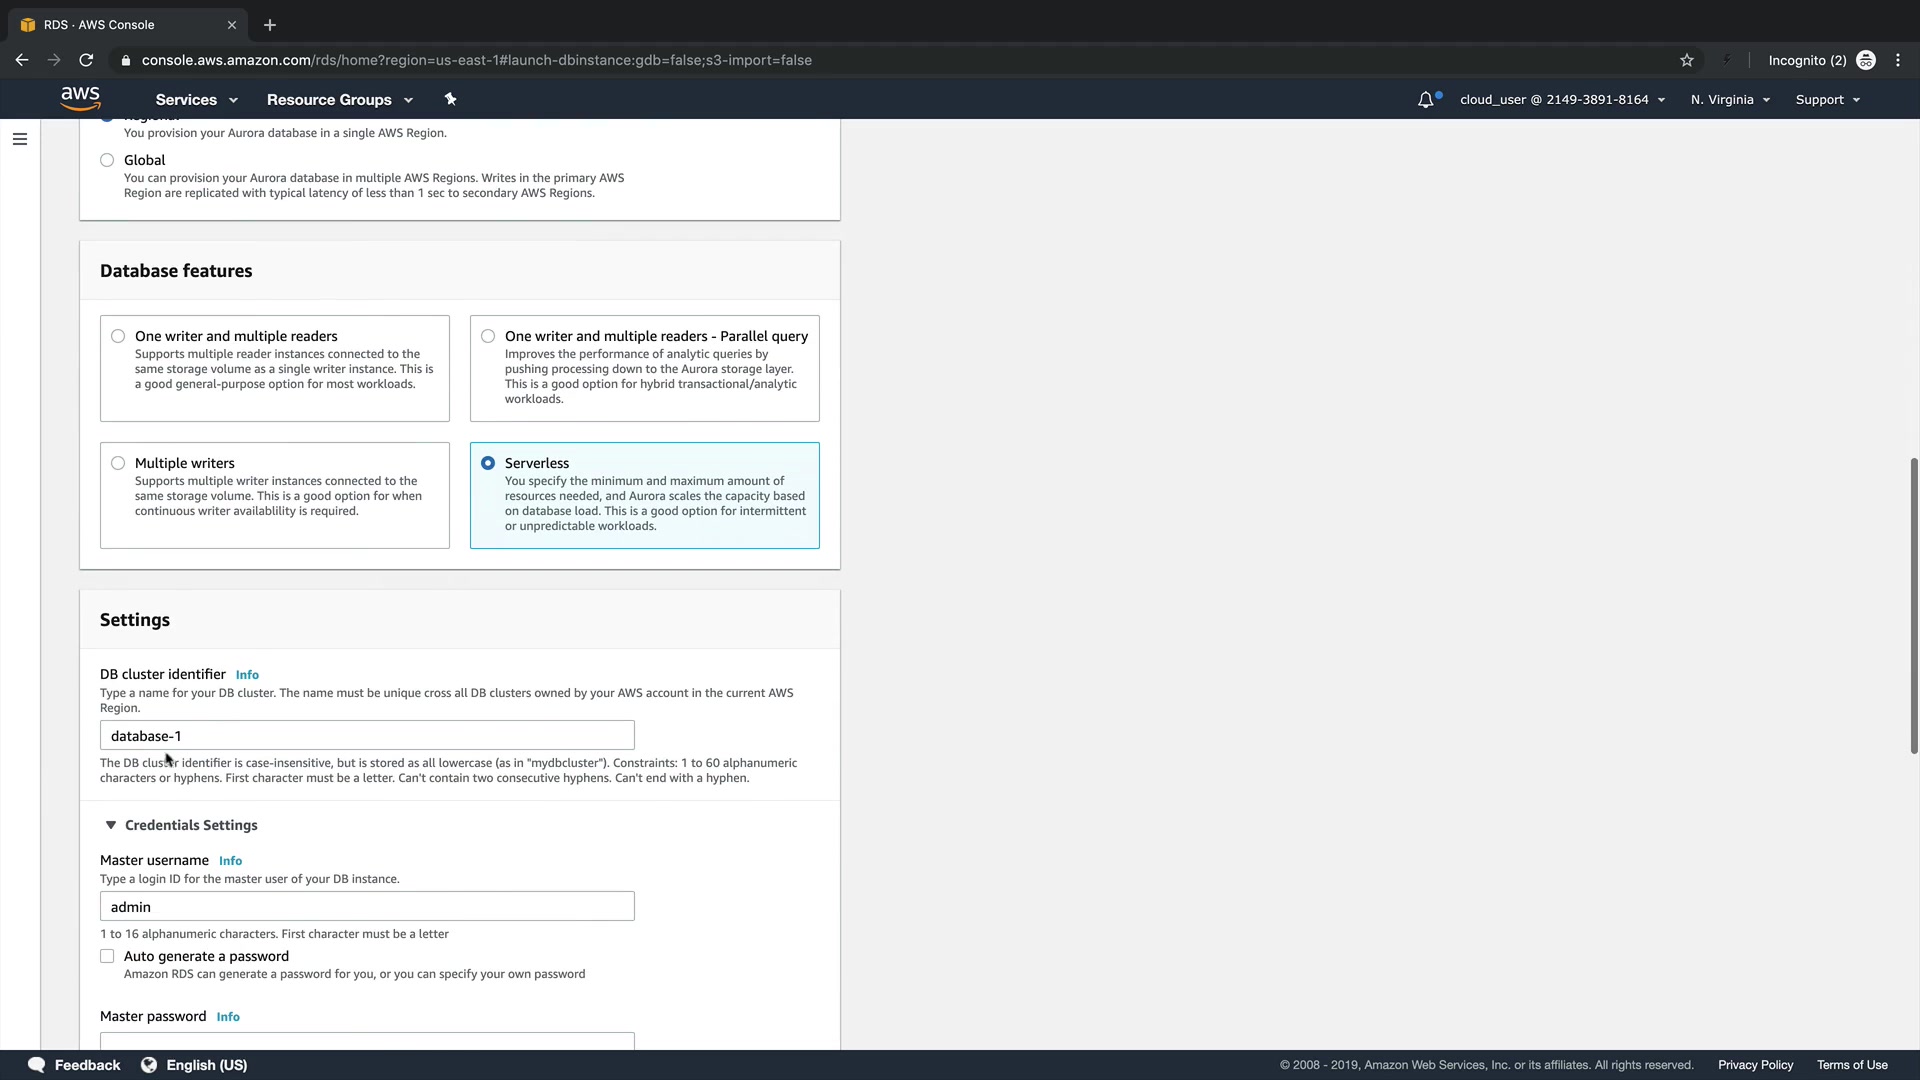 RDS · AWS Console
console.aws.amazon.com/rds/home?region=us-east-1#launch-dbinstance:gdb=false;s3-import=false
Incognito (2)
aws
Services
Resource Groups
cloud_user @ 2149-3891-8164
N. Virginia
Support
Regional
You provision your Aurora database in a single AWS Region.
Global
You can provision your Aurora database in multiple AWS Regions. Writes in the primary AWS
Region are replicated with typical latency of less than 1 sec to secondary AWS Regions.
Database features
One writer and multiple readers
Supports multiple reader instances connected to the
same storage volume as a single writer instance. This is
a good general-purpose option for most workloads.
One writer and multiple readers - Parallel query
Improves the performance of analytic queries by
pushing processing down to the Aurora storage layer.
This is a good option for hybrid transactional/analytic
workloads.
Multiple writers
Supports multiple writer instances connected to the
same storage volume. This is a good option for when
continuous writer availablility is required.
Serverless
You specify the minimum and maximum amount of
resources needed, and Aurora scales the capacity based
on database load. This is a good option for intermittent
or unpredictable workloads.
Settings
DB cluster identifier Info
Type a name for your DB cluster. The name must be unique cross all DB clusters owned by your AWS account in the current AWS
Region.
database-1
The DB cluster identifier is case-insensitive, but is stored as all lowercase (as in "mydbcluster"). Constraints: 1 to 60 alphanumeric
characters or hyphens. First character must be a letter. Can't contain two consecutive hyphens. Can't end with a hyphen.
Credentials Settings
Master username Info
Type a login ID for the master user of your DB instance.
admin
1 to 16 alphanumeric characters. First character must be a letter
Auto generate a password
Amazon RDS can generate a password for you, or you can specify your own password
Master password Info
Feedback
English (US)
© 2008 - 2019, Amazon Web Services, Inc. or its affiliates. All rights reserved.
Privacy Policy
Terms of Use